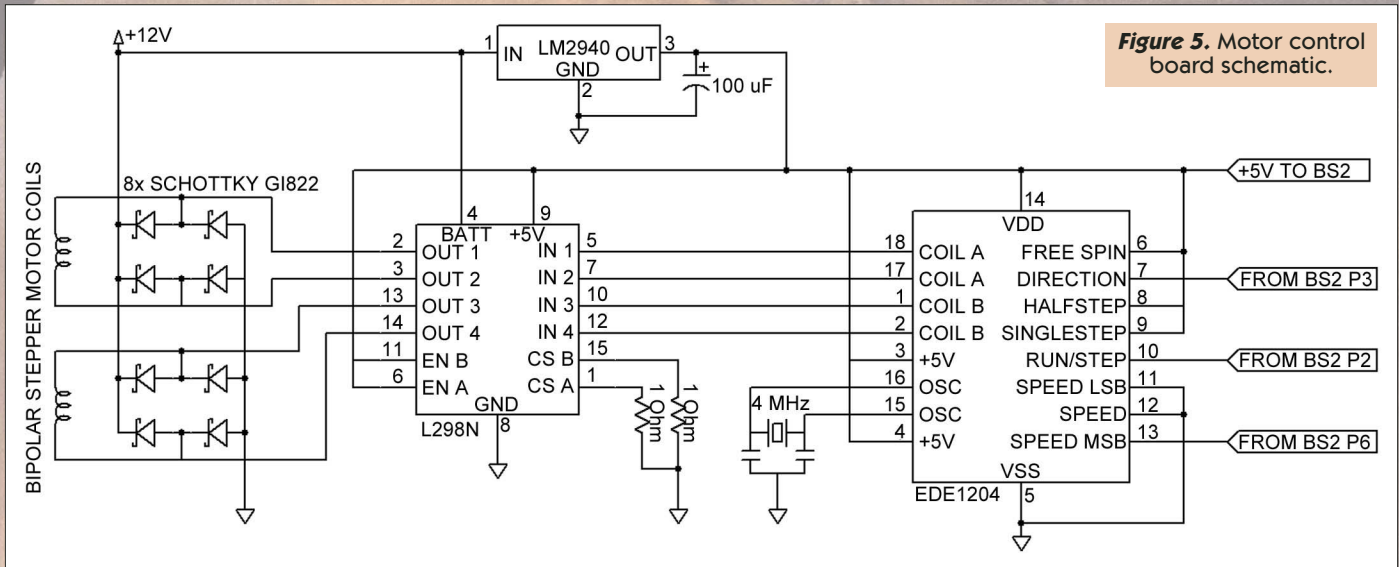 Figure 5. Motor control
board schematic.
+12V
1
IN
LM2940
OUT
3
GND
2
+
100 uF
BIPOLAR STEPPER MOTOR COILS
8x SCHOTTKY GI822
+5V TO BS2
4
9
BATT
+5V
2
OUT 1
3
OUT 2
13
OUT 3
14
OUT 4
11
EN B
6
EN A
IN 1
5
IN 2
7
IN 3
10
IN 4
12
CS B
15
CS A
1
GND
8
L298N
1 Ohm
1 Ohm
4 MHz
14
VDD
18
COIL A
17
COIL A
1
COIL B
2
COIL B
3
+5V
16
OSC
15
OSC
4
+5V
FREE SPIN
6
DIRECTION
7
FROM BS2 P3
HALFSTEP
8
SINGLESTEP
9
RUN/STEP
10
FROM BS2 P2
SPEED LSB
11
SPEED
12
SPEED MSB
13
FROM BS2 P6
VSS
5
EDE1204